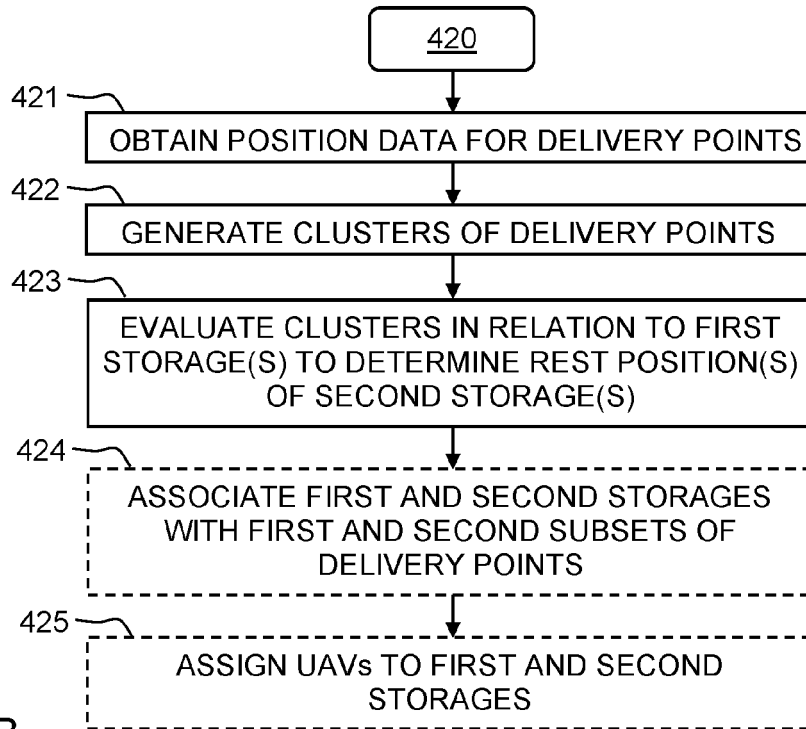 420
421
OBTAIN POSITION DATA FOR DELIVERY POINTS
422
GENERATE CLUSTERS OF DELIVERY POINTS
423
EVALUATE CLUSTERS IN RELATION TO FIRST
STORAGE(S) TO DETERMINE REST POSITION(S)
OF SECOND STORAGE(S)
424
ASSOCIATE FIRST AND SECOND STORAGES
WITH FIRST AND SECOND SUBSETS OF
DELIVERY POINTS
425
ASSIGN UAVs TO FIRST AND SECOND
STORAGES